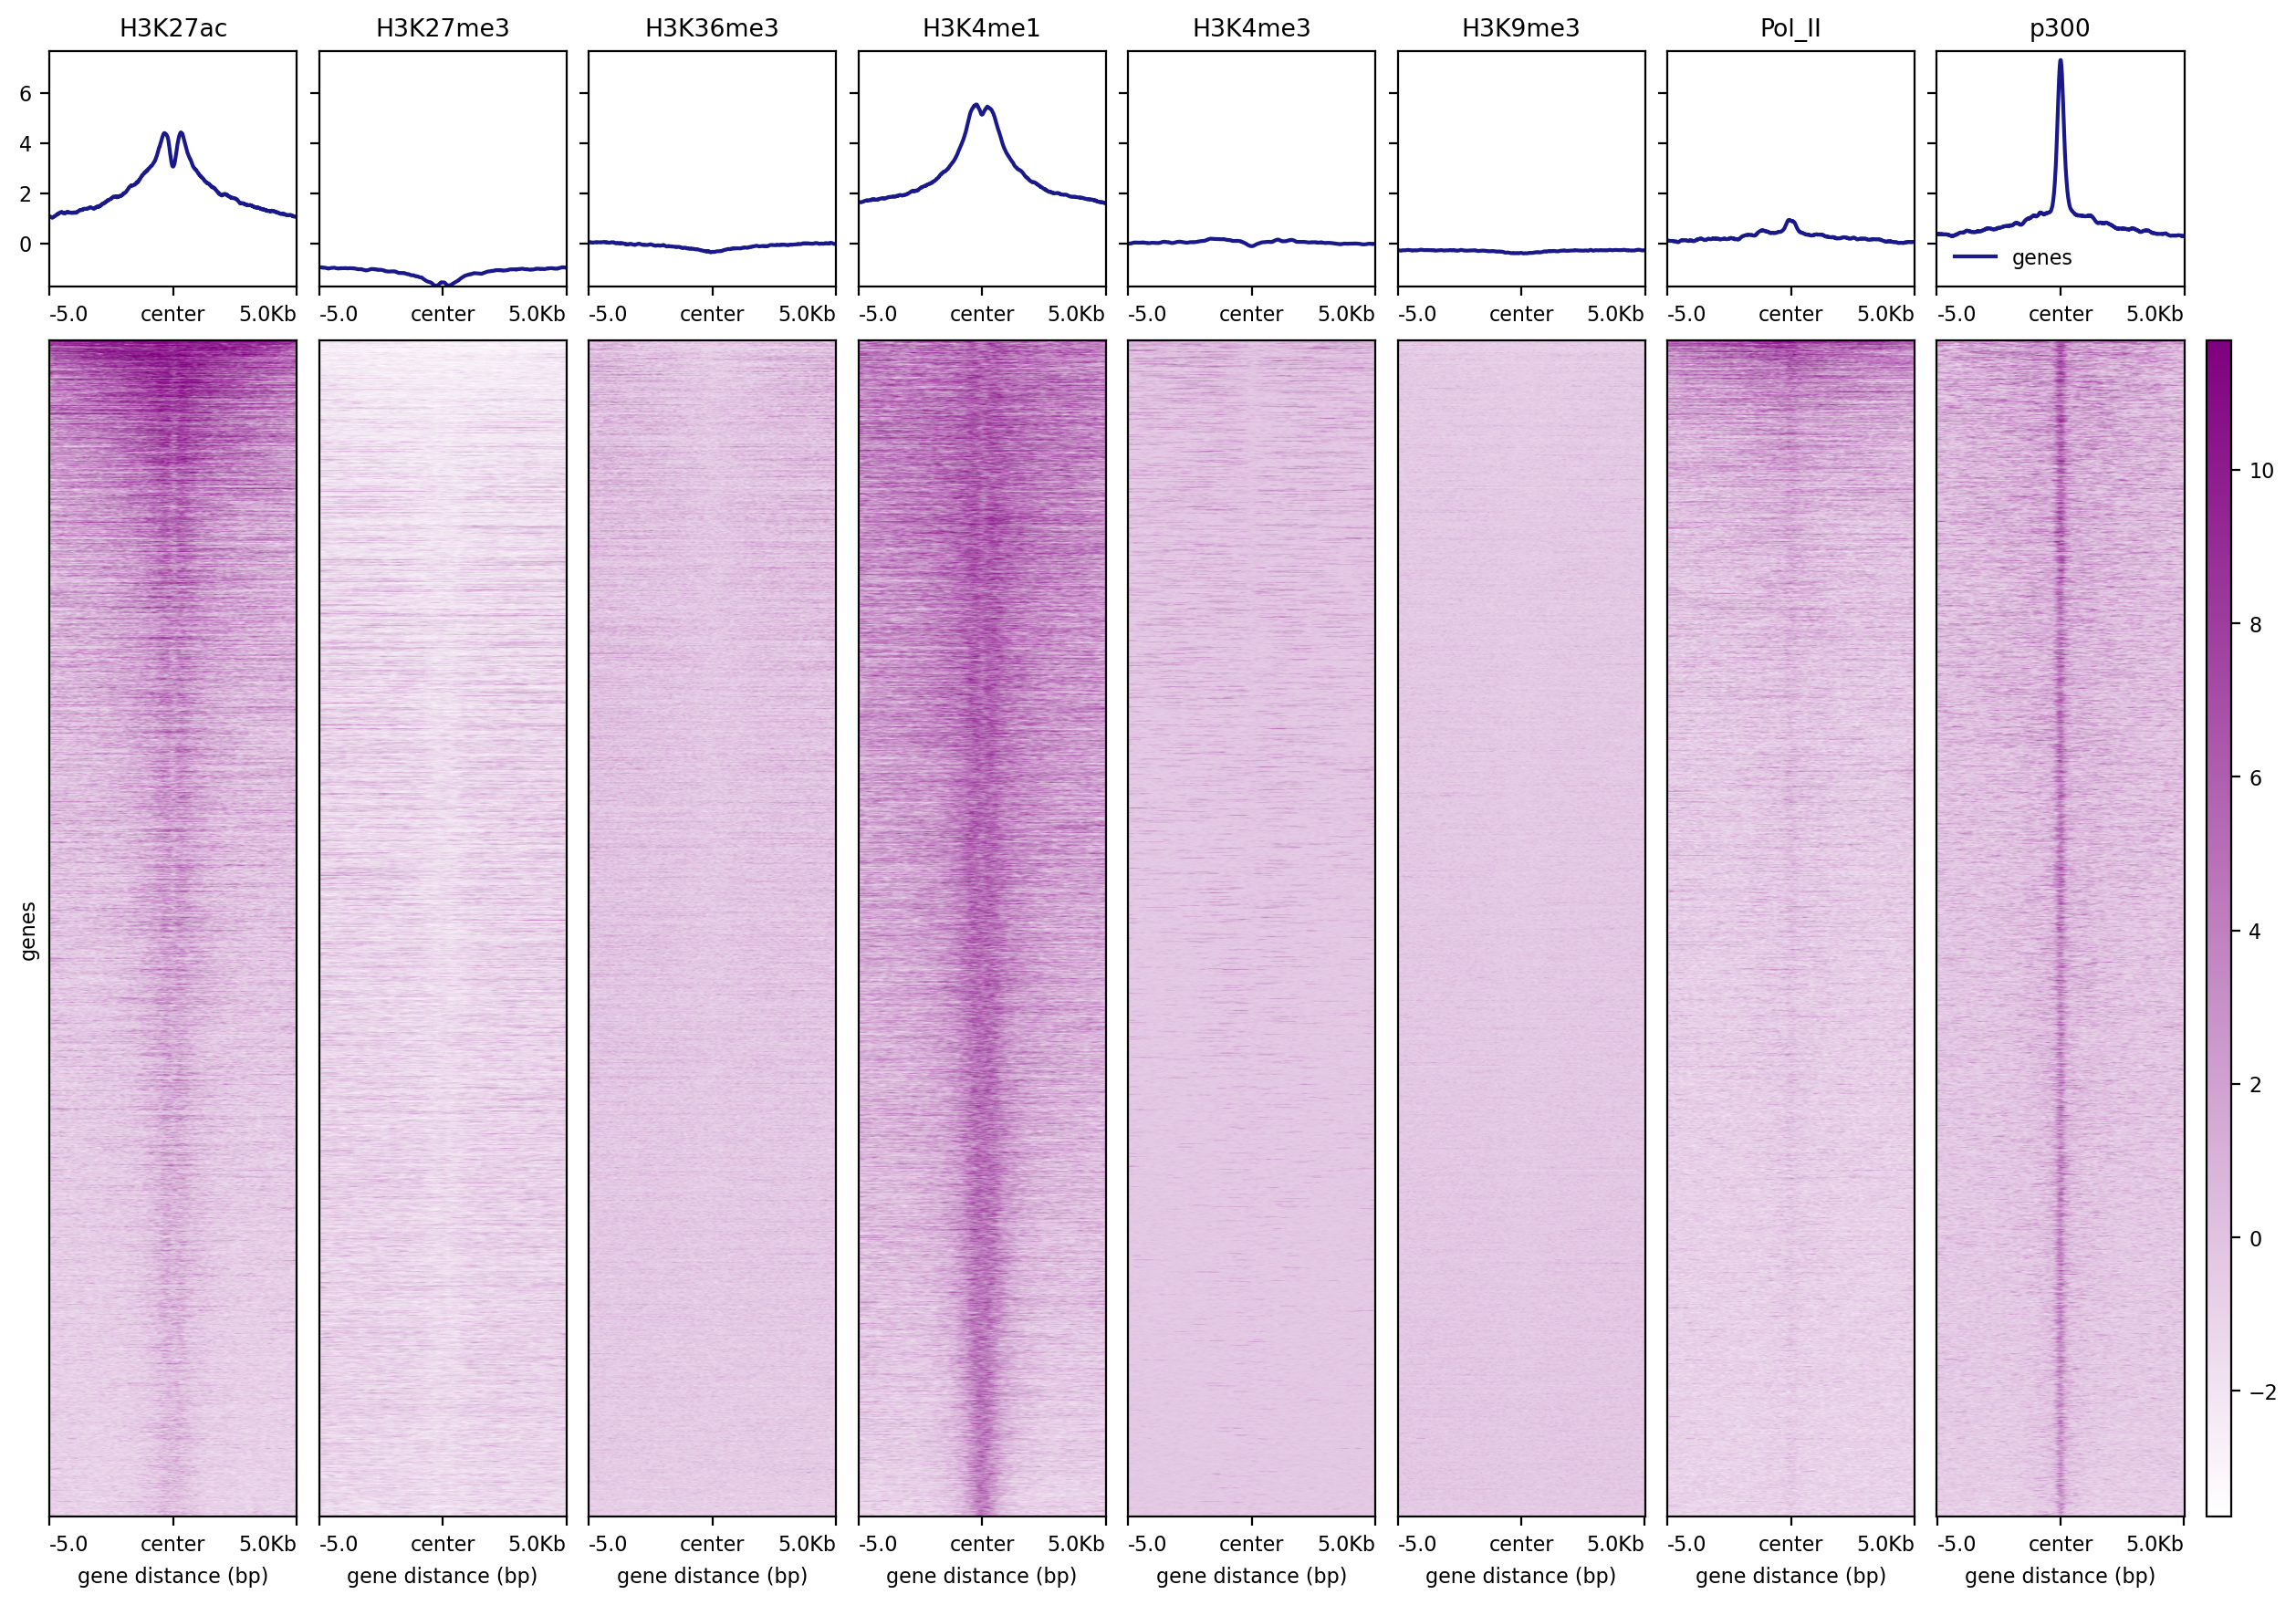 H3K27ac H3K27me3 H3K36me3 H3K4me1 H3K4me3 H3K9me3 Pol_II p300
6
4
2
0
genes
-5.0 center 5.0Kb -5.0 center 5.0Kb -5.0 center 5.0Kb -5.0 center 5.0Kb -5.0 center 5.0Kb -5.0 center 5.0Kb -5.0 center 5.0Kb -5.0 center 5.0Kb
genes
10
8
6
4
2
0
−2
-5.0 center 5.0Kb -5.0 center 5.0Kb -5.0 center 5.0Kb -5.0 center 5.0Kb -5.0 center 5.0Kb -5.0 center 5.0Kb -5.0 center 5.0Kb -5.0 center 5.0Kb
gene distance (bp) gene distance (bp) gene distance (bp) gene distance (bp) gene distance (bp) gene distance (bp) gene distance (bp) gene distance (bp)